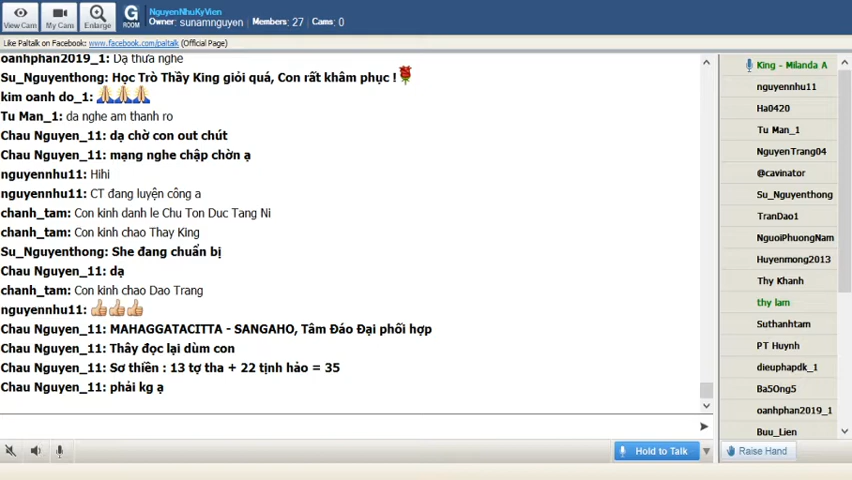 View Cam
My Cams
Enlarge
G
ROOM
NguyenNhuKyVien
Owner: sunamnguyen Members: 27 Cams: 0
Like Paltalk on Facebook: www.facebook.com/paltalk (Official Page)
oanhphan2019_1: Dạ thưa nghe
Su_Nguyenthong: Học Trò Thầy King giỏi quá, Con rất khâm phục !
kim oanh do_1:
Tu Man_1: da nghe am thanh ro
Chau Nguyen_11: dạ chờ con out chút
Chau Nguyen_11: mạng nghe chập chờn ạ
nguyennhu11: Hihi
nguyennhu11: CT đang luyện công a
chanh_tam: Con kinh danh le Chu Ton Duc Tang Ni
chanh_tam: Con kinh chao Thay King
Su_Nguyenthong: She đang chuẩn bị
Chau Nguyen_11: dạ
chanh_tam: Con kinh chao Dao Trang
nguyennhu11:
Chau Nguyen_11: MAHAGGATACITTA - SANGAHO, Tâm Đáo Đại phối hợp
Chau Nguyen_11: Thây đọc lại dùm con
Chau Nguyen_11: Sơ thiền : 13 tợ tha + 22 tịnh hảo = 35
Chau Nguyen_11: phải kg ạ
King - Milanda A
nguyennhu11
Ha0420
Tu Man_1
NguyenTrang04
@cavinator
Su_Nguyenthong
TranDao1
NguoiPhuongNam
Huyenmong2013
Thy Khanh
thy lam
Suthanhtam
PT Huynh
dieuphapdk_1
Ba5Ong5
oanhphan2019_1
Buu_Lien
Hold to Talk
Raise Hand